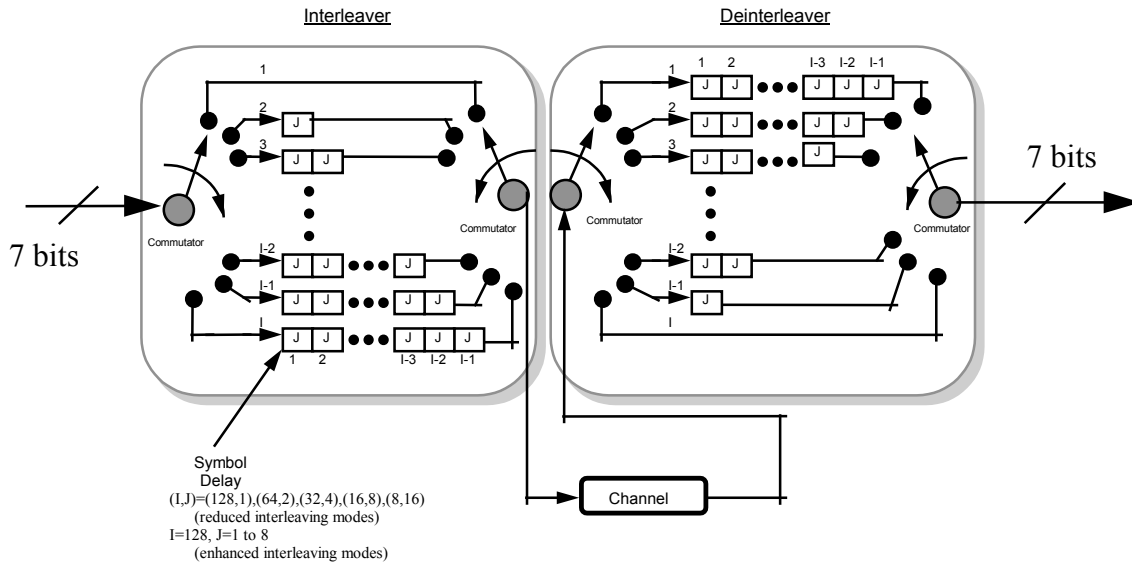 Interleaver
Deinterleaver
1
2
J
3
J J
Commutator
Commutator
7 bits
I-2
J J J
I-1
J J J J
I
J J J J J
1 2 I-3 I-2 I-1
1 2 I-3 I-2 I-1
1
J J J J J
2
J J J J
3
J J J
Commutator
Commutator
7 bits
I-2
J J
I-1
J
I
Symbol
Delay
(I,J)=(128,1),(64,2),(32,4),(16,8),(8,16)
(reduced interleaving modes)
I=128, J=1 to 8
(enhanced interleaving modes)
Channel